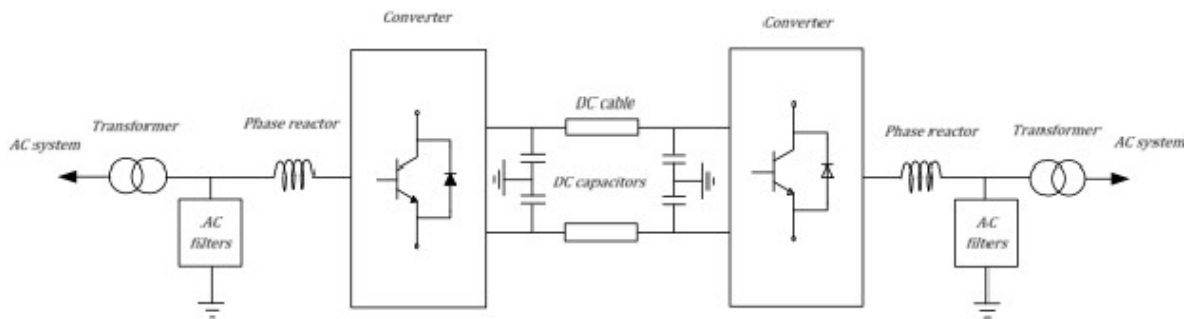 Converter
Converter
DC cable
Transformer
Phase reactor
Phase reactor
Transformer
AC system
AC system
DC capacitors
AC
filters
AC
filters